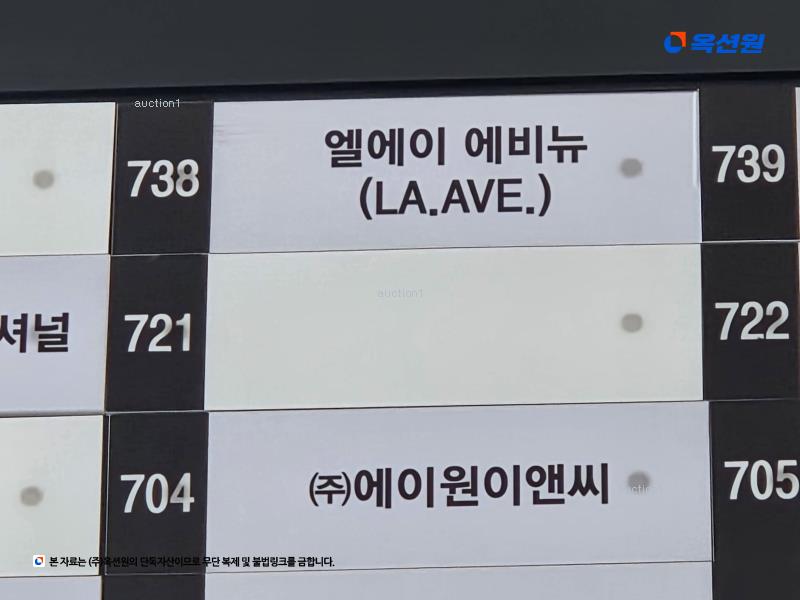 옥션원
auction1
738
엘에이 에비뉴
(LA.AVE.)
739
셔널
721
auction1
722
704
㈜에이원이앤씨
705
본 자료는 (주)옥션원의 단독자산이므로 무단 복제 및 불법링크를 금합니다.